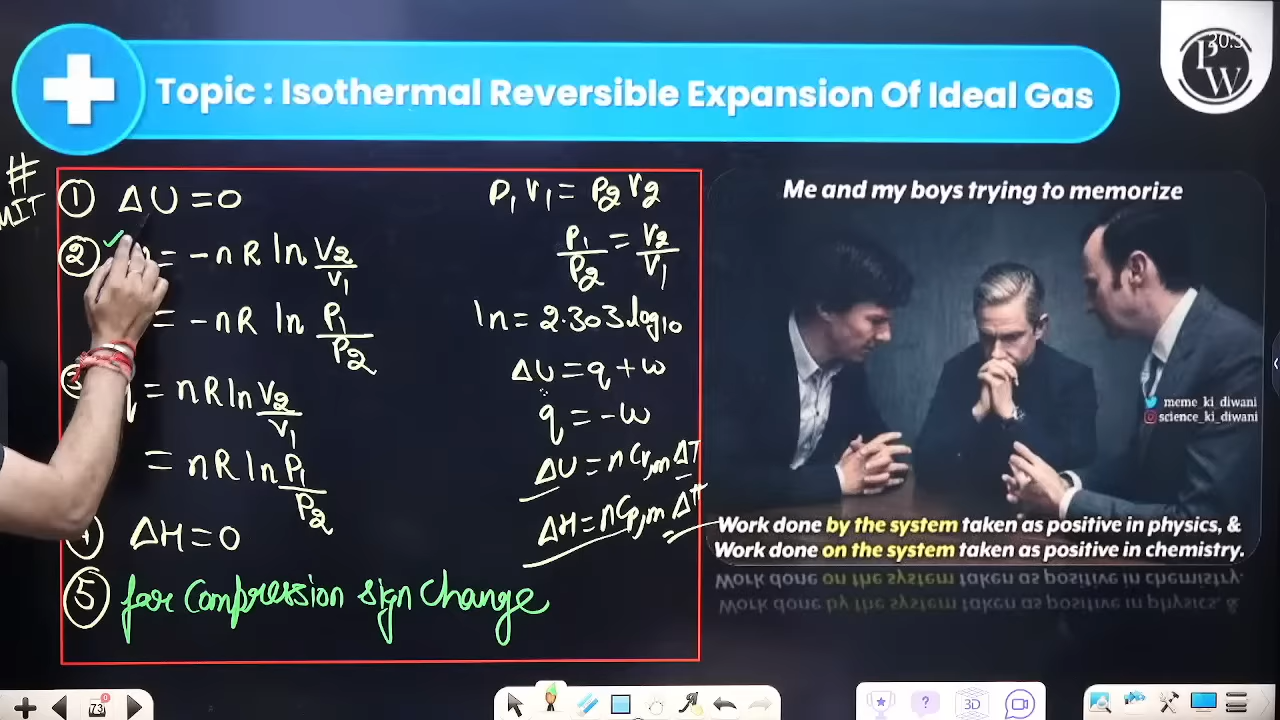 Topic : Isothermal Reversible Expansion Of Ideal Gas
PW
#
① ΔU = 0
② = -nR ln V2/V1
= -nR ln P1/P2
q = nR ln V2/V1
= nR ln P1/P2
ΔH = 0
⑤ for Compression sign Change
P1V1 = P2V2
P1/P2 = V2/V1
ln = 2.303 log10
ΔU = q + w
q = -w
ΔU = nCv,m ΔT
ΔH = nCp,m ΔT
Me and my boys trying to memorize
meme_ki_diwani
science_ki_diwani
Work done by the system taken as positive in physics, &
Work done on the system taken as positive in chemistry.
73
3D